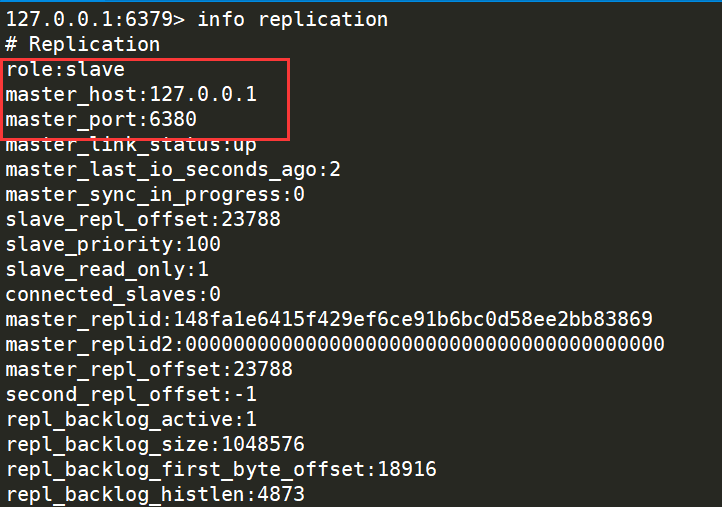 127.0.0.1:6379> info replication
# Replication
role:slave
master_host:127.0.0.1
master_port:6380
master_link_status:up
master_last_io_seconds_ago:2
master_sync_in_progress:0
slave_repl_offset:23788
slave_priority:100
slave_read_only:1
connected_slaves:0
master_replid:148fa1e6415f429ef6ce91b6bc0d58ee2bb83869
master_replid2:0000000000000000000000000000000000000000
master_repl_offset:23788
second_repl_offset:-1
repl_backlog_active:1
repl_backlog_size:1048576
repl_backlog_first_byte_offset:18916
repl_backlog_histlen:4873